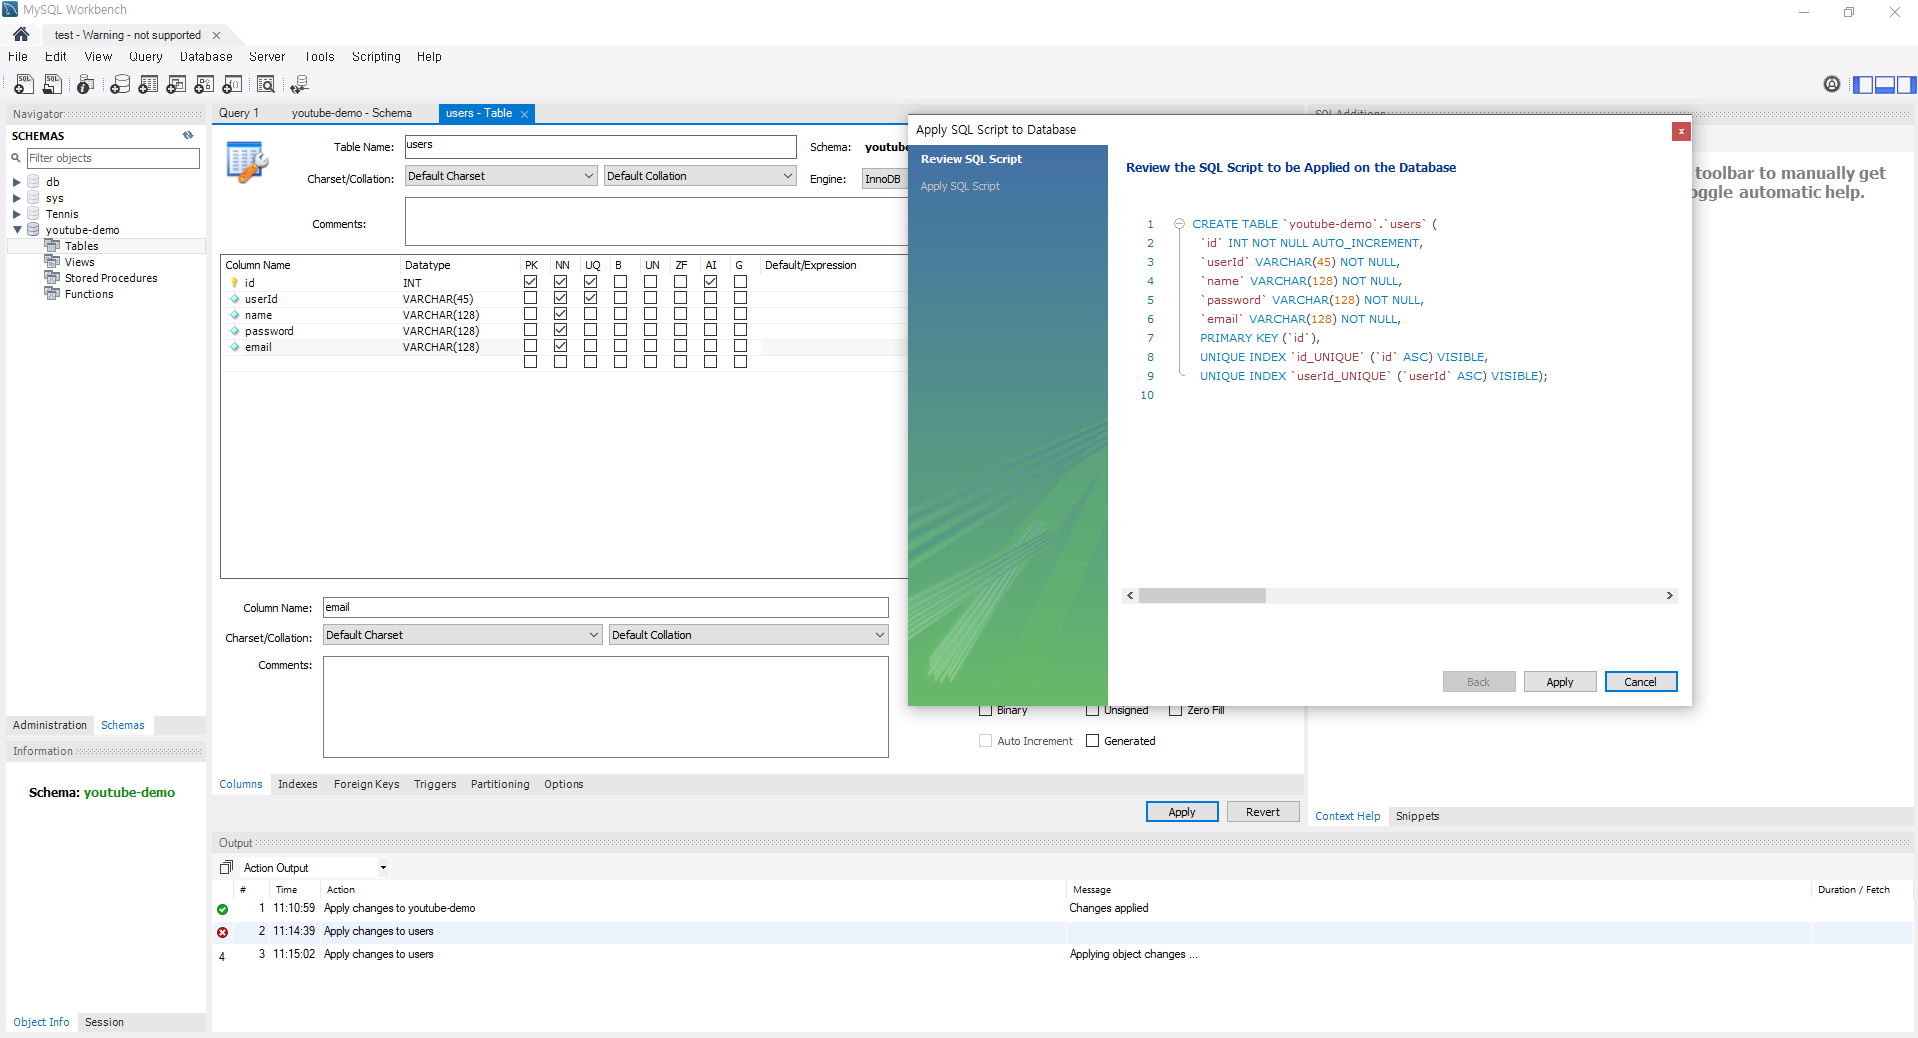 MySQL Workbench
test - Warning - not supported
File Edit View Query Database Server Tools Scripting Help
Navigator
SCHEMAS
Filter objects
db
sys
Tennis
youtube-demo
Tables
Views
Stored Procedures
Functions
Administration Schemas
Information
Schema: youtube-demo
Object Info Session
Query 1 youtube-demo - Schema users - Table
Table Name: users Schema: youtub
Charset/Collation: Default Charset Default Collation Engine: InnoDB
Comments:
Column Name Datatype PK NN UQ B UN ZF AI G Default/Expression
id INT
userId VARCHAR(45)
name VARCHAR(128)
password VARCHAR(128)
email VARCHAR(128)
Column Name: email
Charset/Collation: Default Charset Default Collation
Comments:
Binary Unsigned Zero Fill
Auto Increment Generated
Columns Indexes Foreign Keys Triggers Partitioning Options
Apply Revert
SQL Additions
toolbar to manually get
oggle automatic help.
Context Help Snippets
Apply SQL Script to Database
Review SQL Script
Apply SQL Script
Review the SQL Script to be Applied on the Database
1 CREATE TABLE `youtube-demo`.`users` (
2 `id` INT NOT NULL AUTO_INCREMENT,
3 `userId` VARCHAR(45) NOT NULL,
4 `name` VARCHAR(128) NOT NULL,
5 `password` VARCHAR(128) NOT NULL,
6 `email` VARCHAR(128) NOT NULL,
7 PRIMARY KEY (`id`),
8 UNIQUE INDEX `id_UNIQUE` (`id` ASC) VISIBLE,
9 UNIQUE INDEX `userId_UNIQUE` (`userId` ASC) VISIBLE);
10
Back Apply Cancel
Output
Action Output
# Time Action Message Duration / Fetch
1 11:10:59 Apply changes to youtube-demo Changes applied
2 11:14:39 Apply changes to users
4 3 11:15:02 Apply changes to users Applying object changes ...